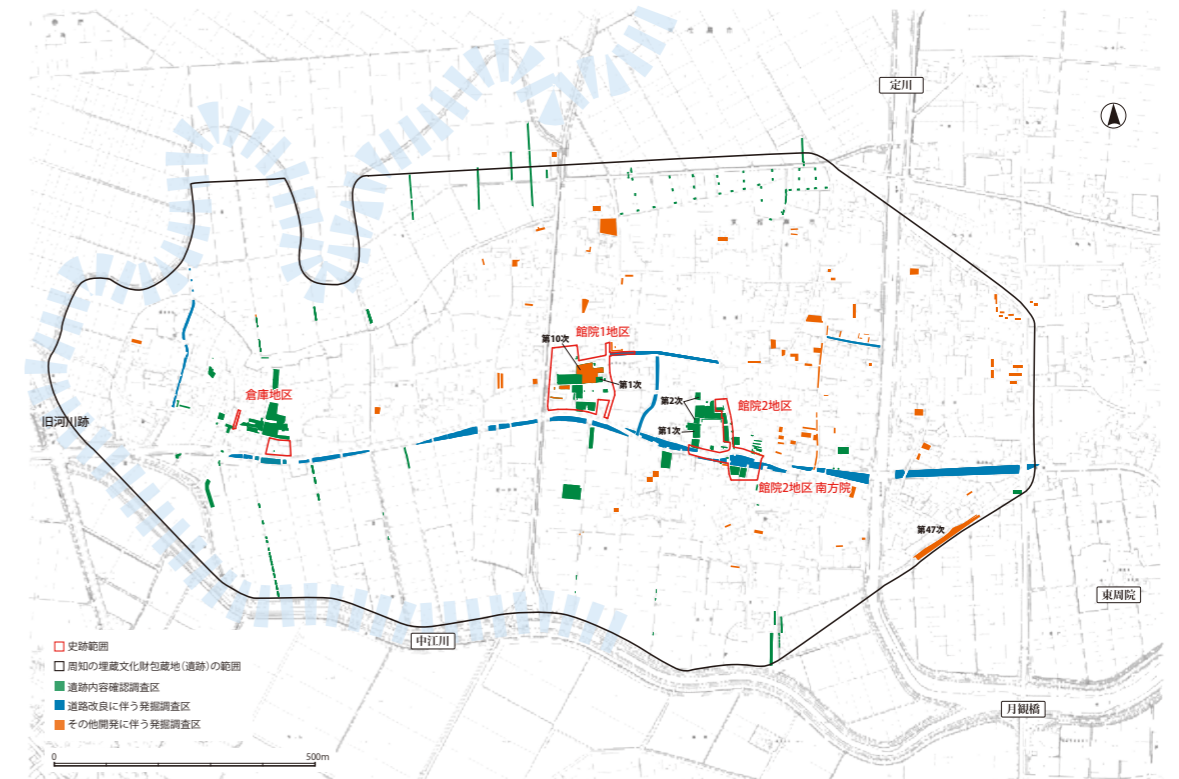 定川
館院1地区
第10次
第1次
倉庫地区
第2次
館院2地区
旧河川跡
第1次
館院2地区 南方院
第47次
東周院
中江川
史跡範囲
周知の埋蔵文化財包蔵地（遺跡）の範囲
遺跡内容確認調査区
月観橋
道路改良に伴う発掘調査区
その他開発に伴う発掘調査区
0 500m